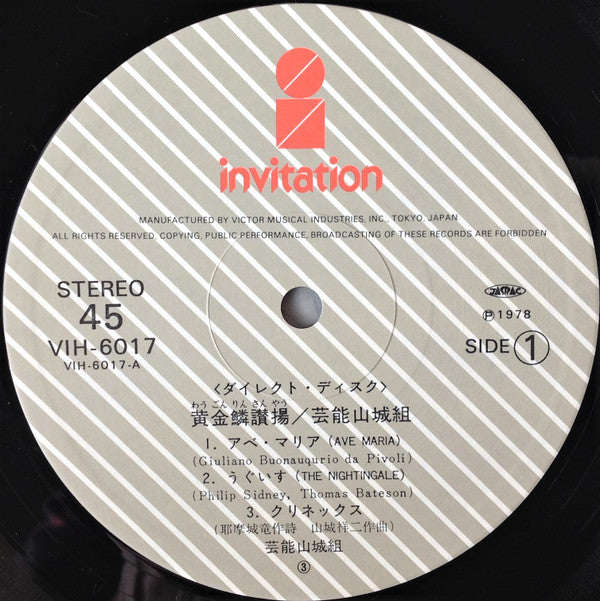 invitation
MANUFACTURED BY VICTOR MUSICAL INDUSTRIES, INC., TOKYO, JAPAN
ALL RIGHTS RESERVED, COPYING, PUBLIC PERFORMANCE, BROADCASTING OF THESE RECORDS ARE FORBIDDEN
STEREO
45
VIH-6017
VIH-6017-A
JASRAC
Ⓟ1978
SIDE ①
〈ダイレクト・ディスク〉
わうごんりんさんやう
黄金鱗讃揚/芸能山城組
1. アベ・マリア (AVE MARIA)
(Giuliano Buonauqurio da Pivoli)
2. うぐいす (THE NIGHTINGALE)
(Philip Sidney, Thomas Bateson)
3. クリネックス
(耶摩城竜作詩 山城祥二作曲)
芸能山城組
③